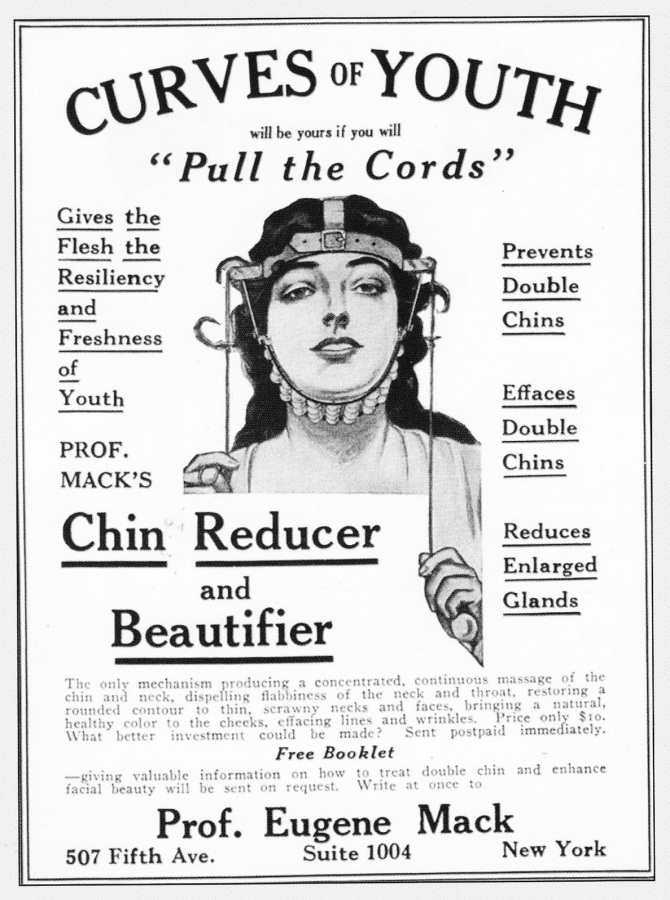 CURVES OF YOUTH
will be yours if you will
“Pull the Cords”
Gives the
Flesh the
Resiliency
and
Freshness
of
Youth
Prevents
Double
Chins
Effaces
Double
Chins
Reduces
Enlarged
Glands
PROF.
MACK'S
Chin Reducer
and
Beautifier
The only mechanism producing a concentrated, continuous massage of the
chin and neck, dispelling flabbiness of the neck and throat, restoring a
rounded contour to thin, scrawny necks and faces, bringing a natural,
healthy color to the cheeks, effacing lines and wrinkles. Price only $10.
What better investment could be made? Sent postpaid immediately.
Free Booklet
—giving valuable information on how to treat double chin and enhance
facial beauty will be sent on request. Write at once to
Prof. Eugene Mack
507 Fifth Ave. Suite 1004 New York